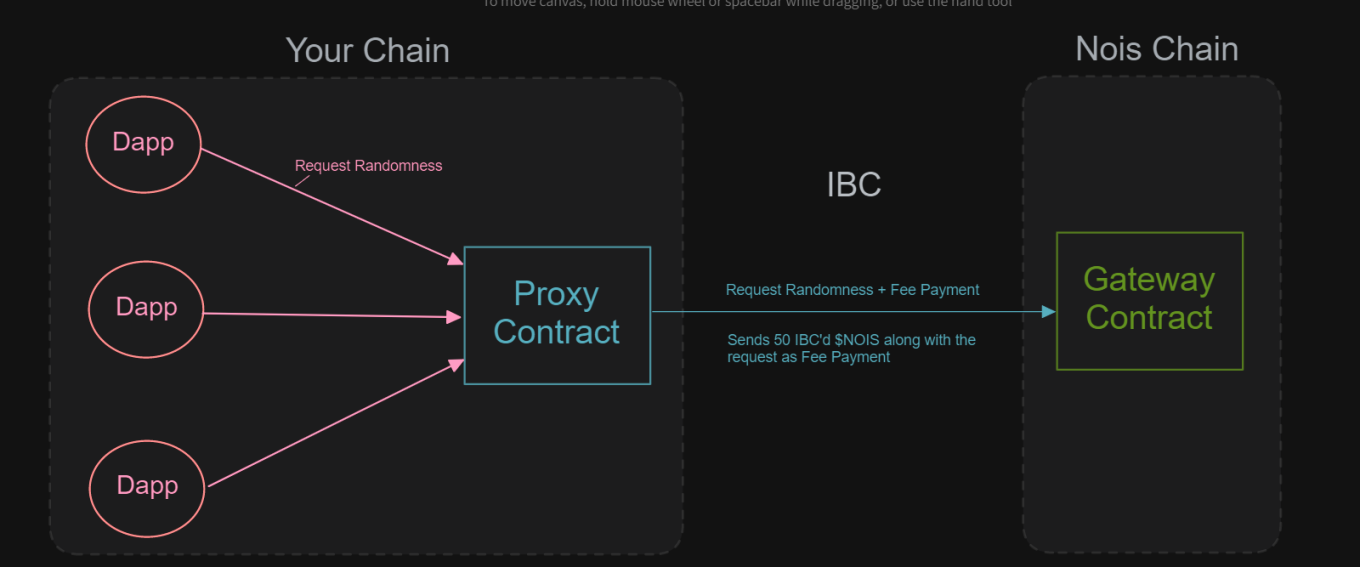 To move canvas, hold mouse wheel or spacebar while dragging, or use the hand tool
Your Chain
Nois Chain
Dapp
Request Randomness
IBC
Dapp
Proxy
Contract
Request Randomness + Fee Payment
Sends 50 IBC'd $NOIS along with the
request as Fee Payment
Gateway
Contract
Dapp